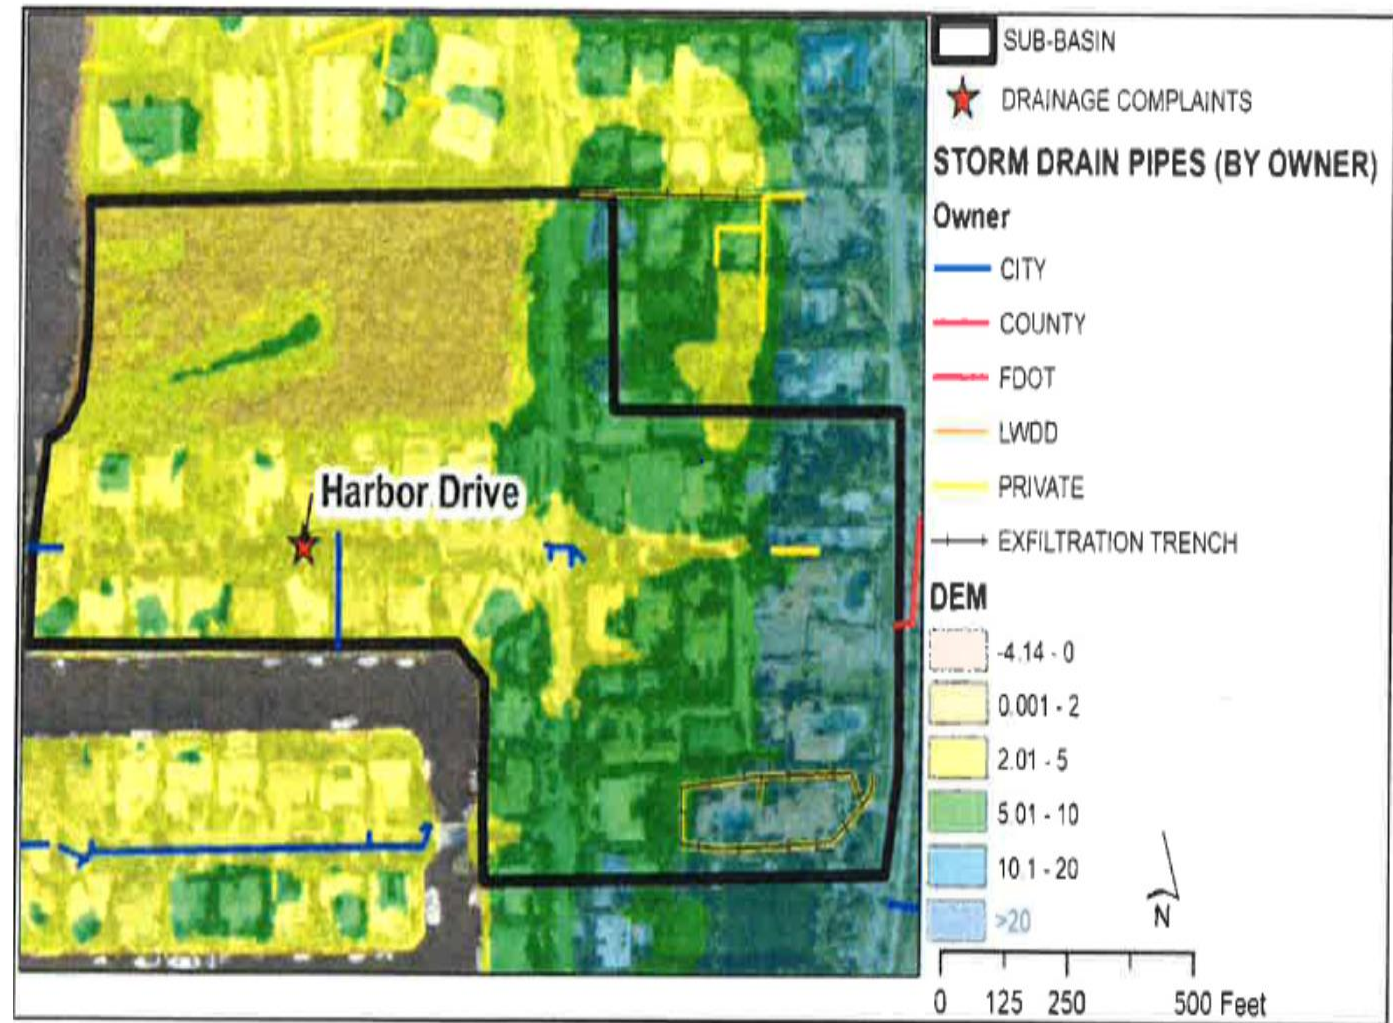 SUB-BASIN
DRAINAGE COMPLAINTS
STORM DRAIN PIPES (BY OWNER)
Owner
CITY
COUNTY
FDOT
LWDD
PRIVATE
EXFILTRATION TRENCH
DEM
-4.14 - 0
0.001 - 2
2.01 - 5
5.01 - 10
10.1 - 20
>20
N
0 125 250 500 Feet
Harbor Drive